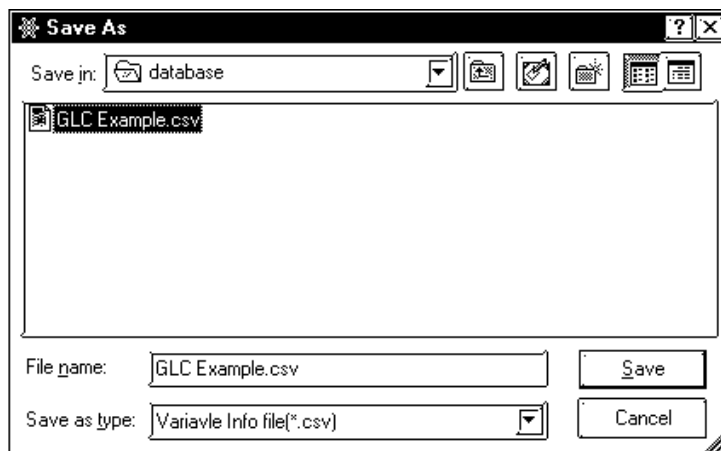 Save As
Save in: database
GLC Example.csv
File name: GLC Example.csv
Save
Save as type: Variavle Info file(*.csv)
Cancel